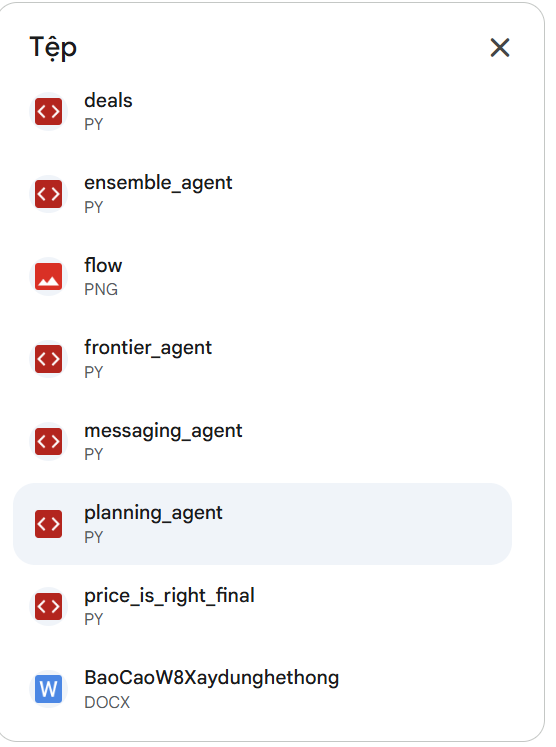 Tệp
deals
PY
ensemble_agent
PY
flow
PNG
frontier_agent
PY
messaging_agent
PY
planning_agent
PY
price_is_right_final
PY
W
BaoCaoW8Xaydunghethong
DOCX